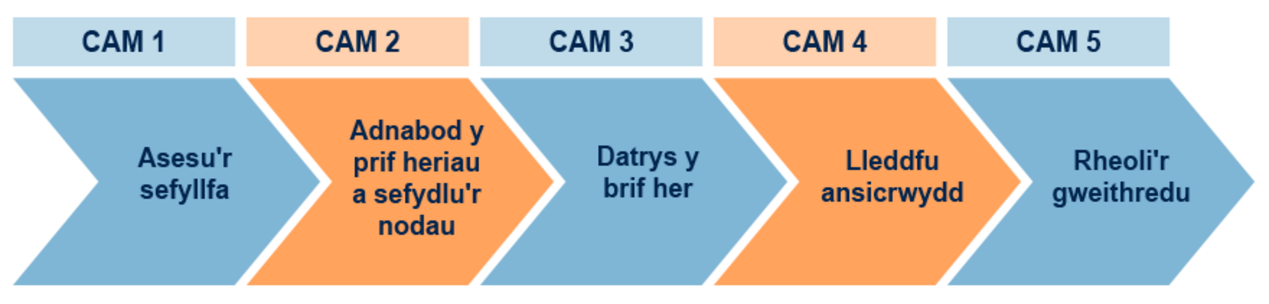 CAM 1
CAM 2
CAM 3
CAM 4
CAM 5
Asesu'r
sefyllfa
Adnabod y
prif heriau
a sefydlu'r
nodau
Datrys y
brif her
Lleddfu
ansicrwydd
Rheoli'r
gweithredu